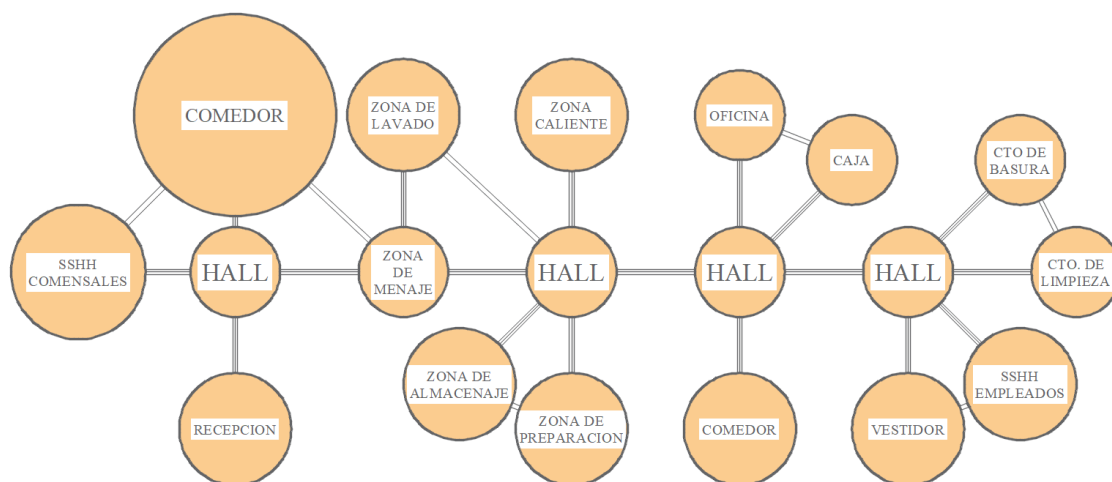 COMEDOR
ZONA DE
LAVADO
ZONA
CALIENTE
OFICINA
CAJA
CTO DE
BASURA
SSHH
COMENSALES
HALL
ZONA
DE
MENAJE
HALL
HALL
HALL
CTO. DE
LIMPIEZA
RECEPCION
ZONA DE
ALMACENAJE
ZONA DE
PREPARACION
COMEDOR
VESTIDOR
SSHH
EMPLEADOS